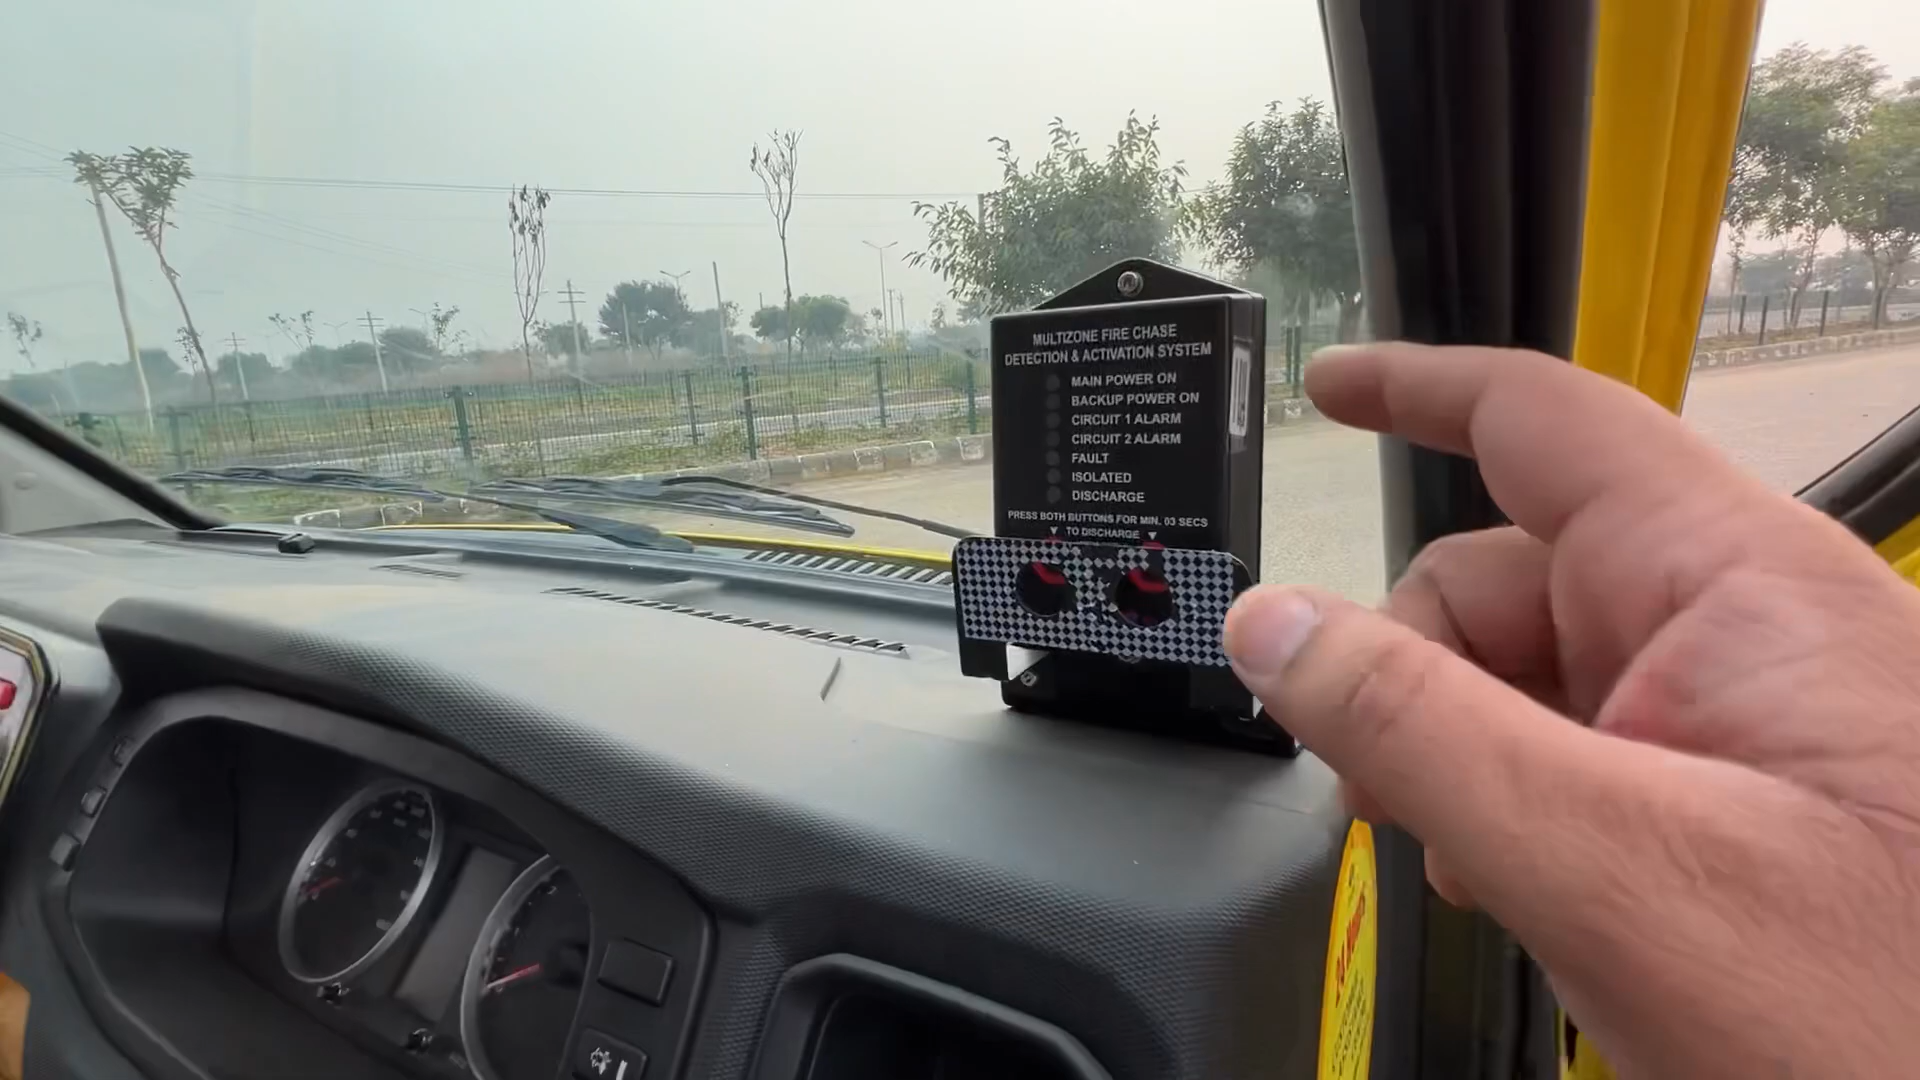 MULTIZONE FIRE CHASE
DETECTION & ACTIVATION SYSTEM
MAIN POWER ON
BACKUP POWER ON
CIRCUIT 1 ALARM
CIRCUIT 2 ALARM
FAULT
ISOLATED
DISCHARGE
PRESS BOTH BUTTONS FOR MIN. 03 SECS
TO DISCHARGE